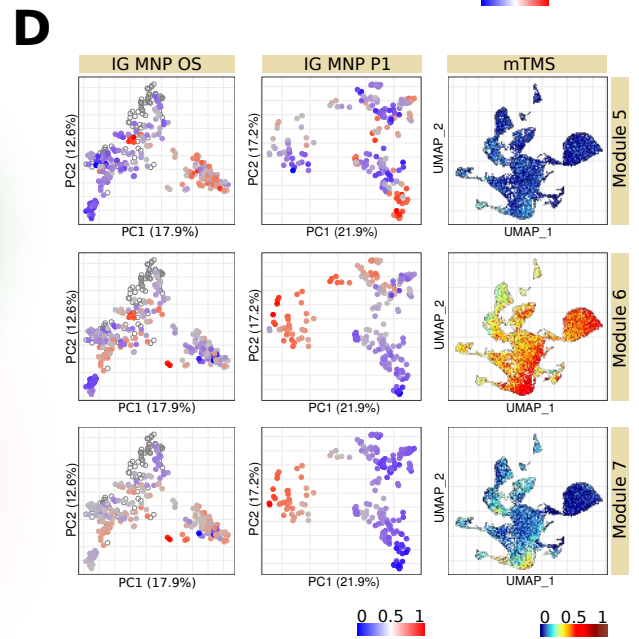 D
IG MNP OS IG MNP P1 mTMS
PC2 (12.6%) PC2 (17.2%) UMAP_2 Module 5
PC1 (17.9%) PC1 (21.9%) UMAP_1
PC2 (12.6%) PC2 (17.2%) UMAP_2 Module 6
PC1 (17.9%) PC1 (21.9%) UMAP_1
PC2 (12.6%) PC2 (17.2%) UMAP_2 Module 7
PC1 (17.9%) PC1 (21.9%) UMAP_1
0 0.5 1 0 0.5 1